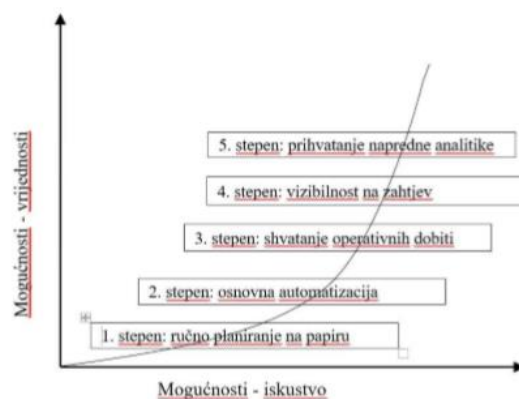 Mogućnosti - vrijednosti
5. stepen: prihvatanje napredne analitike
4. stepen: vizibilnost na zahtjev
3. stepen: shvatanje operativnih dobiti
2. stepen: osnovna automatizacija
1. stepen: ručno planiranje na papiru
Mogućnosti - iskustvo